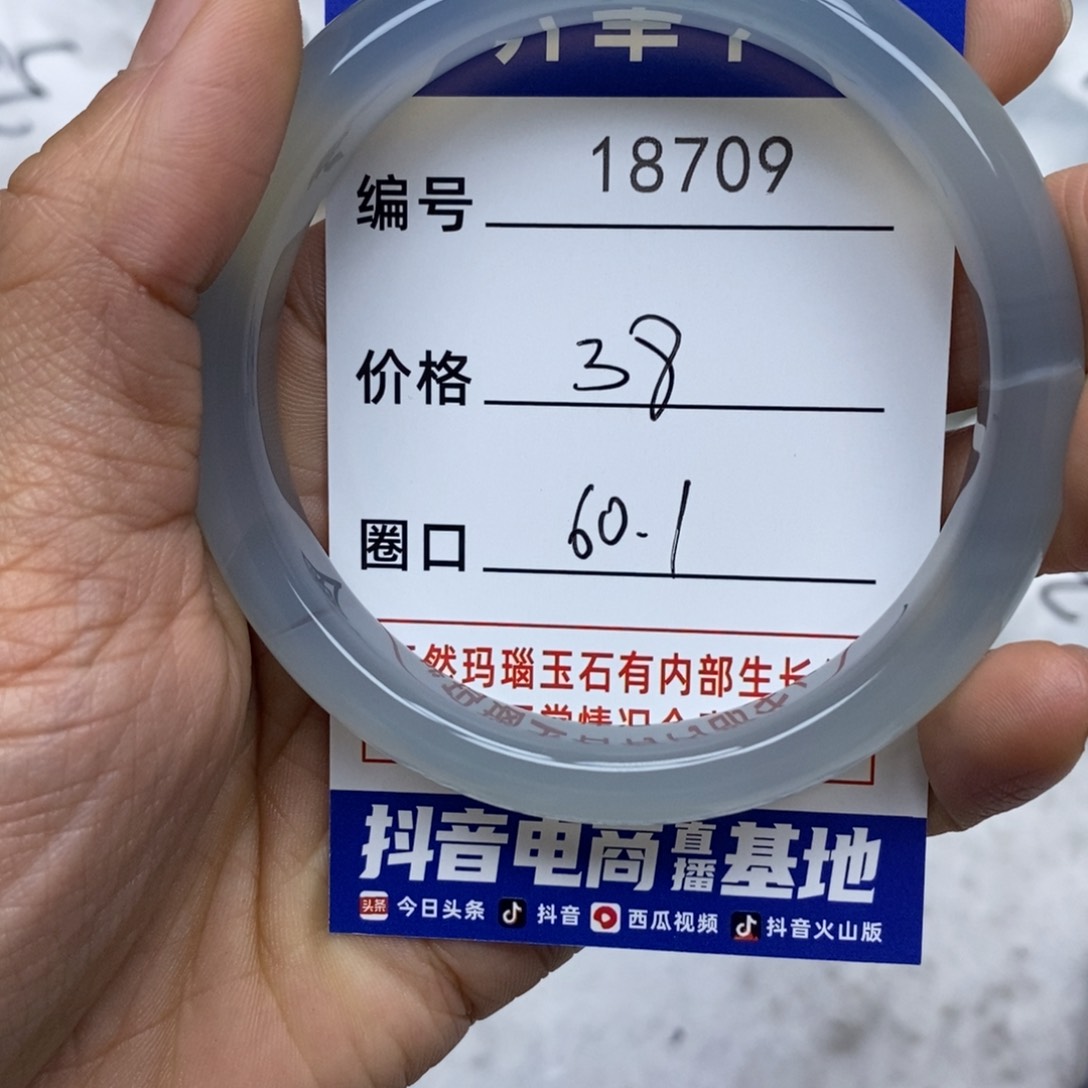 编号 18709
价格 38
圈口 60.1
然玛瑙玉石有内部生长
抖音电商直播基地
今日头条 抖音 西瓜视频 抖音火山版